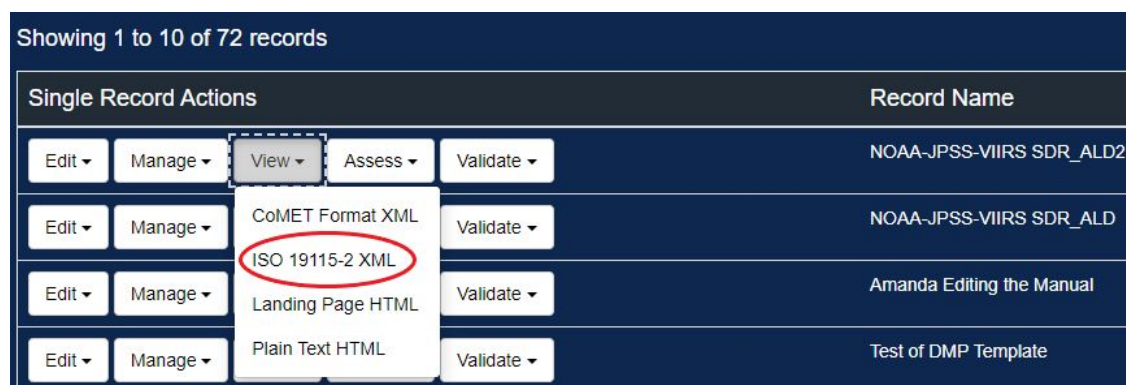 Showing 1 to 10 of 72 records
Single Record Actions Record Name
Edit Manage View Assess Validate NOAA-JPSS-VIIRS SDR_ALD2
CoMET Format XML
Edit Manage Validate NOAA-JPSS-VIIRS SDR_ALD
ISO 19115-2 XML
Edit Manage Validate Amanda Editing the Manual
Landing Page HTML
Plain Text HTML
Edit Manage Validate Test of DMP Template